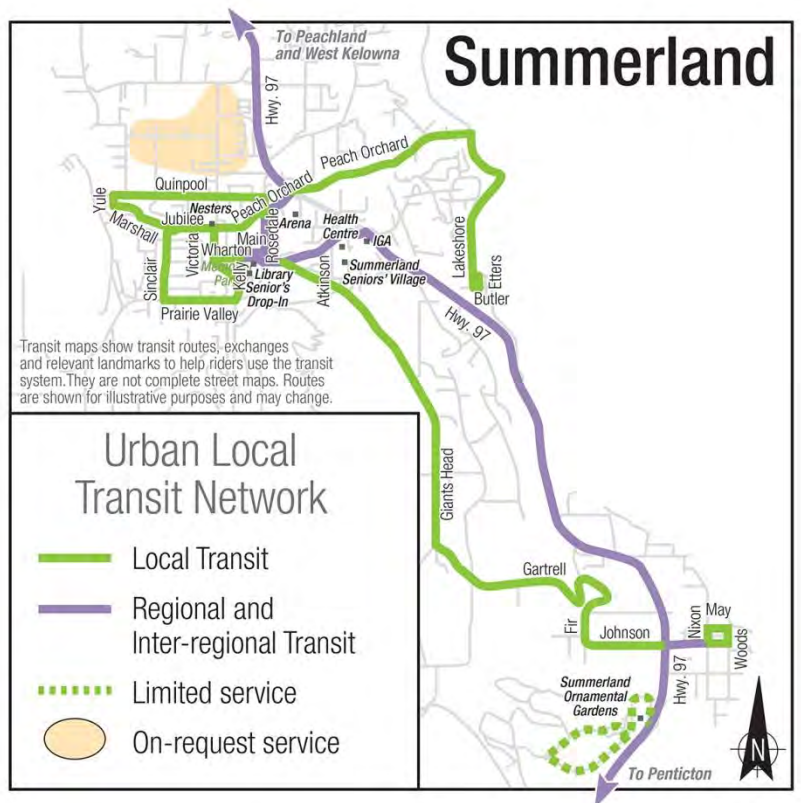 Summerland
To Peachland
and West Kelowna
Hwy. 97
Peach Orchard
Quinpool
Yule
Nesters
Peach Orchard
Marshall
Jubilee
Arena
Health
Centre
IGA
Victoria
Wharton
Main
Rosedale
Kelly
Library
Senior's
Drop-In
Atkinson
Summerland
Seniors' Village
Sinclair
Prairie Valley
Lakeshore
Etters
Butler
Hwy. 97
Transit maps show transit routes, exchanges
and relevant landmarks to help riders use the transit
system.They are not complete street maps. Routes
are shown for illustrative purposes and may change.
Giants Head
Gartrell
Fir
Johnson
Nixon
May
Woods
Hwy. 97
Summerland
Ornamental
Gardens
To Penticton
N
Urban Local
Transit Network
Local Transit
Regional and
Inter-regional Transit
Limited service
On-request service